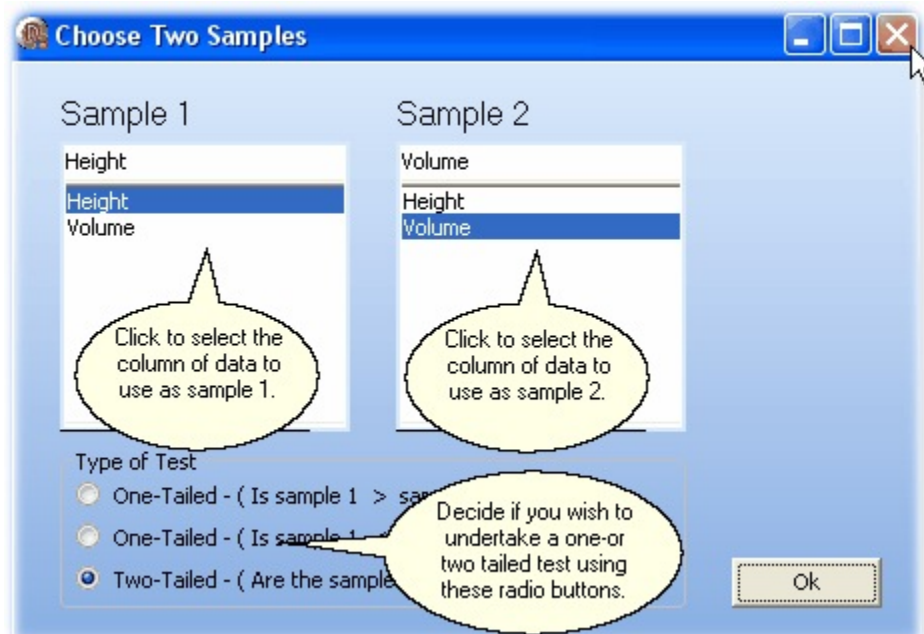 Choose Two Samples
Sample 1
Height
Height
Volume
Click to select the
column of data to
use as sample 1.
Sample 2
Volume
Height
Volume
Click to select the
column of data to
use as sample 2.
Type of Test
One-Tailed - ( Is sample 1 >
One-Tailed - ( Is sample 1
Two-Tailed - ( Are the
Decide if you wish to
undertake a one-or
two tailed test using
these radio buttons.
Ok